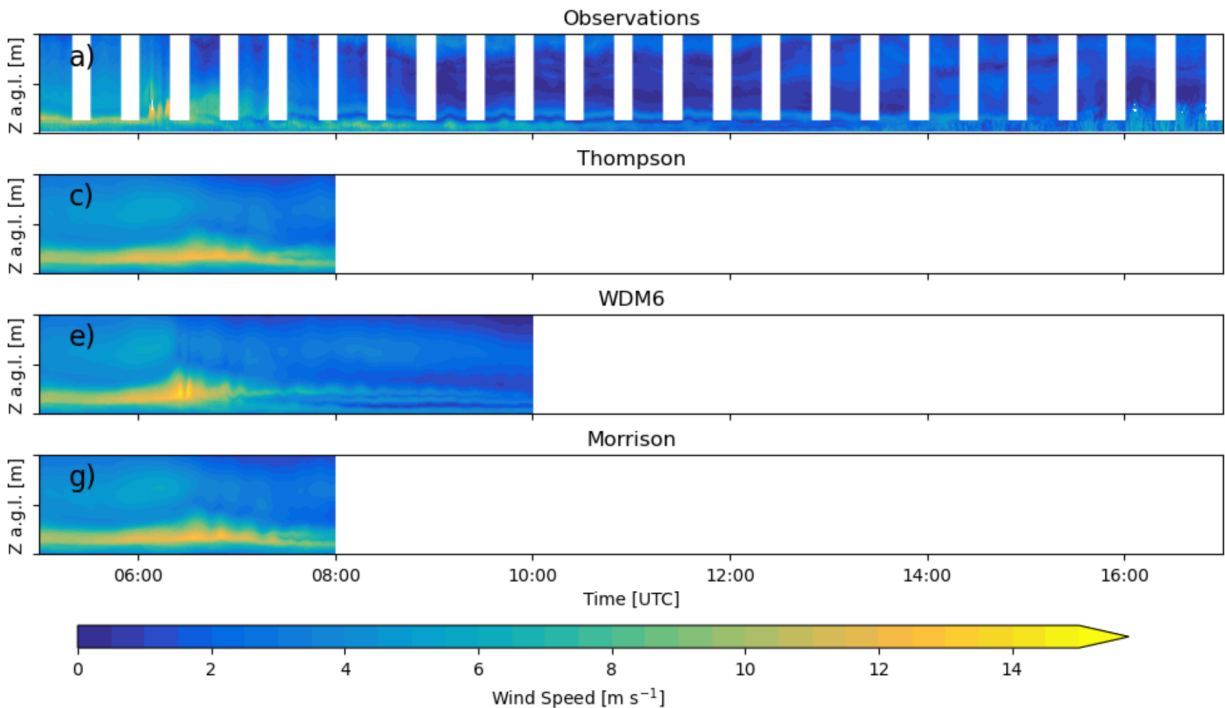 Observations
a)
Z a.g.l. [m]
Thompson
c)
Z a.g.l. [m]
WDM6
e)
Z a.g.l. [m]
Morrison
g)
Z a.g.l. [m]
06:00 08:00 10:00 12:00 14:00 16:00
Time [UTC]
0 2 4 6 8 10 12 14
Wind Speed [m s⁻¹]